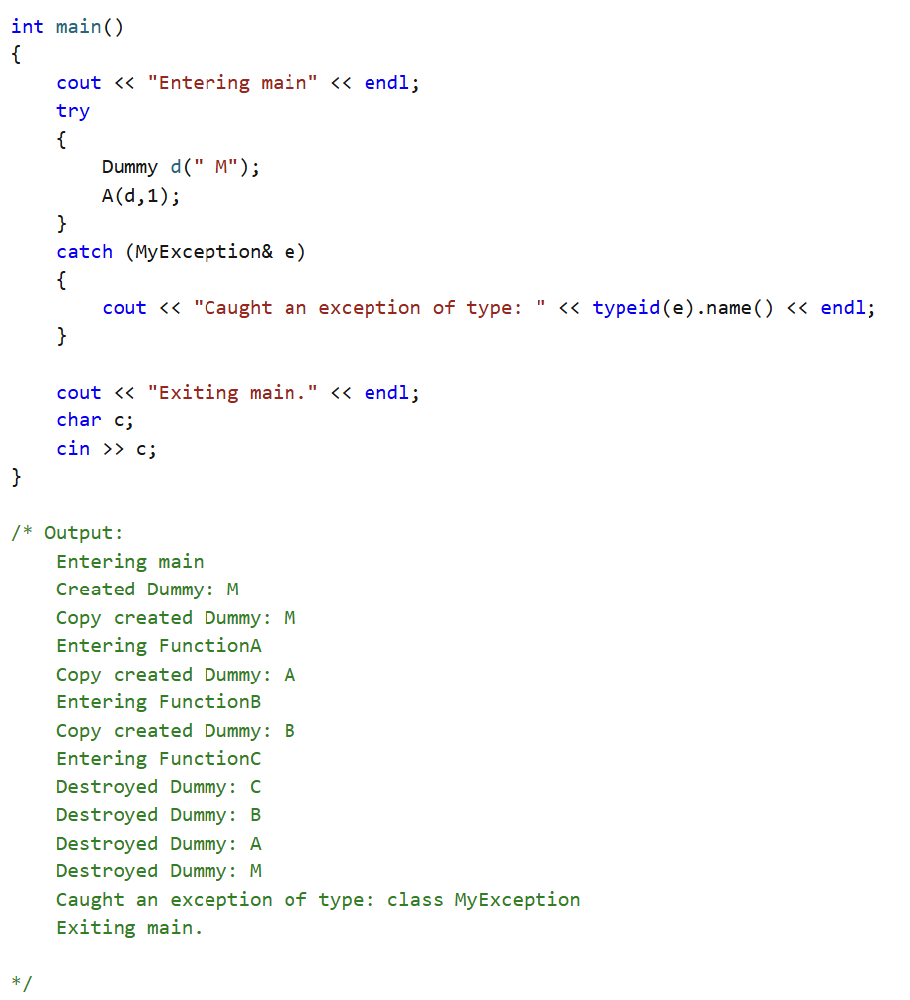 int main()
{
    cout << "Entering main" << endl;
    try
    {
        Dummy d(" M");
        A(d,1);
    }
    catch (MyException& e)
    {
        cout << "Caught an exception of type: " << typeid(e).name() << endl;
    }

    cout << "Exiting main." << endl;
    char c;
    cin >> c;
}

/* Output:
    Entering main
    Created Dummy: M
    Copy created Dummy: M
    Entering FunctionA
    Copy created Dummy: A
    Entering FunctionB
    Copy created Dummy: B
    Entering FunctionC
    Destroyed Dummy: C
    Destroyed Dummy: B
    Destroyed Dummy: A
    Destroyed Dummy: M
    Caught an exception of type: class MyException
    Exiting main.

*/